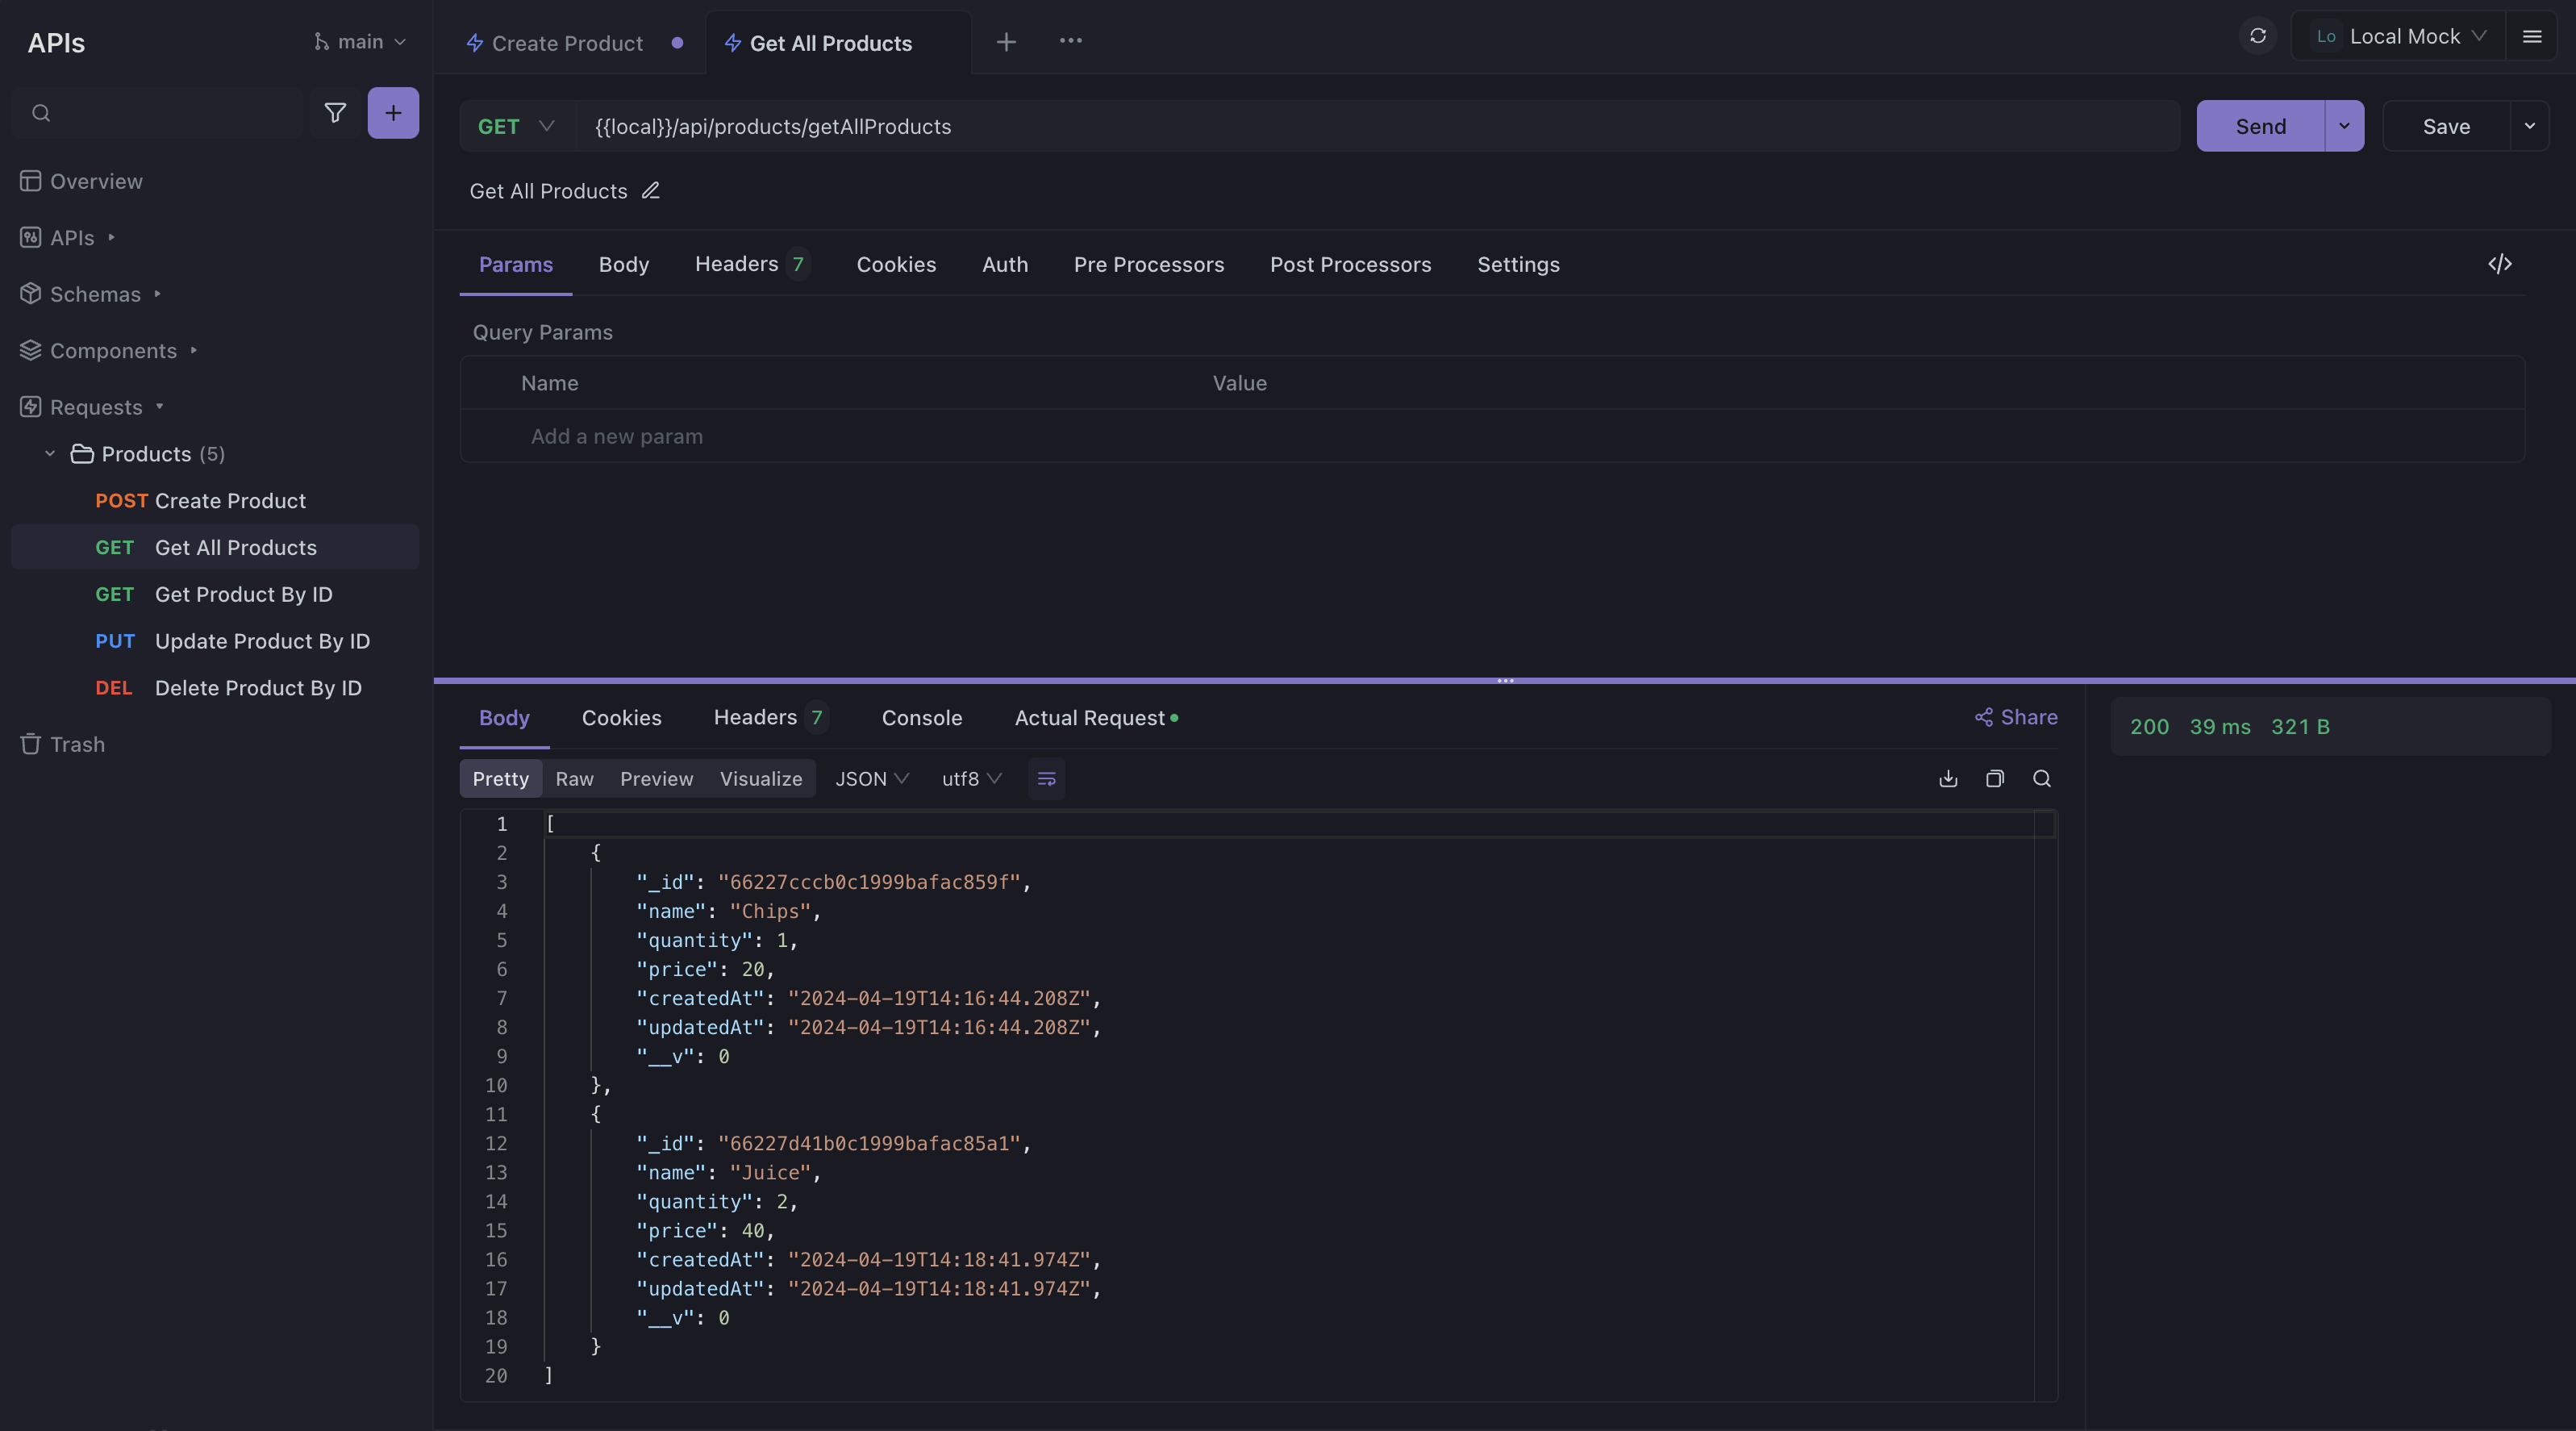 APIs
main
Create Product
Get All Products
Lo Local Mock
Overview
APIs
Schemas
Components
Requests
Products (5)
POST Create Product
GET Get All Products
GET Get Product By ID
PUT Update Product By ID
DEL Delete Product By ID
Trash
GET {{local}}/api/products/getAllProducts
Send
Save
Get All Products
Params Body Headers 7 Cookies Auth Pre Processors Post Processors Settings
Query Params
Name Value
Add a new param
Body Cookies Headers 7 Console Actual Request
Share
200 39 ms 321 B
Pretty Raw Preview Visualize JSON utf8
1 [
2 {
3 "_id": "66227cccb0c1999bafac859f",
4 "name": "Chips",
5 "quantity": 1,
6 "price": 20,
7 "createdAt": "2024-04-19T14:16:44.208Z",
8 "updatedAt": "2024-04-19T14:16:44.208Z",
9 "__v": 0
10 },
11 {
12 "_id": "66227d41b0c1999bafac85a1",
13 "name": "Juice",
14 "quantity": 2,
15 "price": 40,
16 "createdAt": "2024-04-19T14:18:41.974Z",
17 "updatedAt": "2024-04-19T14:18:41.974Z",
18 "__v": 0
19 }
20 ]